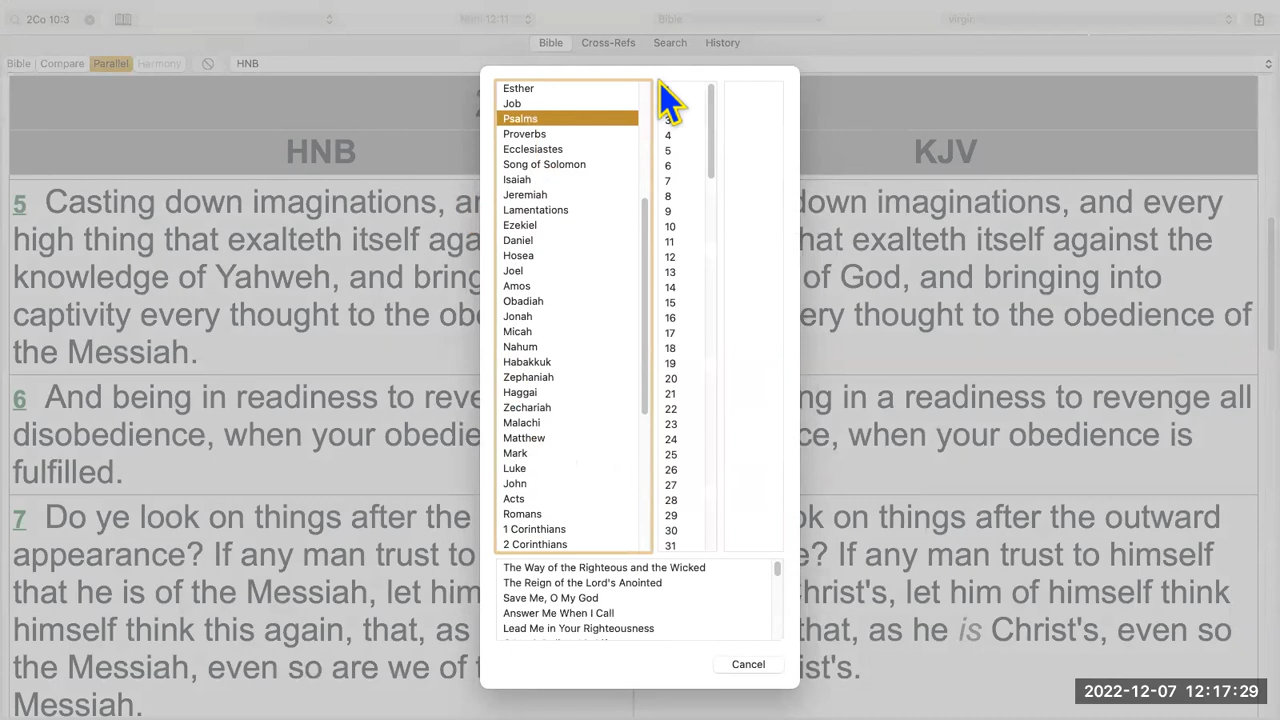 2Co 10:3
Num 12:11
Bible
virgin
Bible Cross-Refs Search History
Bible Compare Parallel Harmony HNB
HNB KJV
5 Casting down imaginations, an
high thing that exalteth itself aga
knowledge of Yahweh, and bring
captivity every thought to the obe
the Messiah.
down imaginations, and every
hat exalteth itself against the
of God, and bringing into
ery thought to the obedience of
6 And being in readiness to reve
disobedience, when your obedie
fulfilled.
ng in a readiness to revenge all
ce, when your obedience is
7 Do ye look on things after the
appearance? If any man trust to
that he is of the Messiah, let him
himself think this again, that, as
the Messiah, even so are we of t
Messiah.
ok on things after the outward
e? If any man trust to himself
hrist's, let him of himself think
that, as he is Christ's, even so
st's.
Esther
Job
Psalms
Proverbs
Ecclesiastes
Song of Solomon
Isaiah
Jeremiah
Lamentations
Ezekiel
Daniel
Hosea
Joel
Amos
Obadiah
Jonah
Micah
Nahum
Habakkuk
Zephaniah
Haggai
Zechariah
Malachi
Matthew
Mark
Luke
John
Acts
Romans
1 Corinthians
2 Corinthians
3
4
5
6
7
8
9
10
11
12
13
14
15
16
17
18
19
20
21
22
23
24
25
26
27
28
29
30
31
The Way of the Righteous and the Wicked
The Reign of the Lord's Anointed
Save Me, O My God
Answer Me When I Call
Lead Me in Your Righteousness
Cancel
2022-12-07 12:17:29